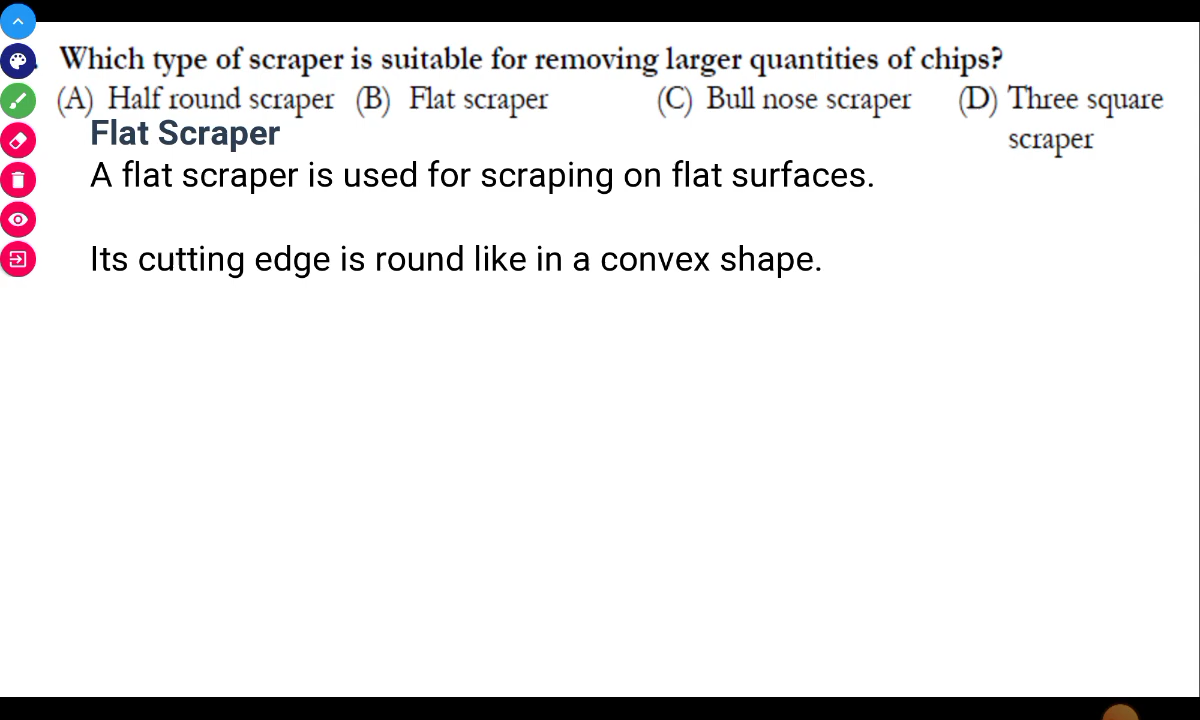 Which type of scraper is suitable for removing larger quantities of chips?
(A) Half round scraper (B) Flat scraper (C) Bull nose scraper (D) Three square
scraper
Flat Scraper
A flat scraper is used for scraping on flat surfaces.
Its cutting edge is round like in a convex shape.